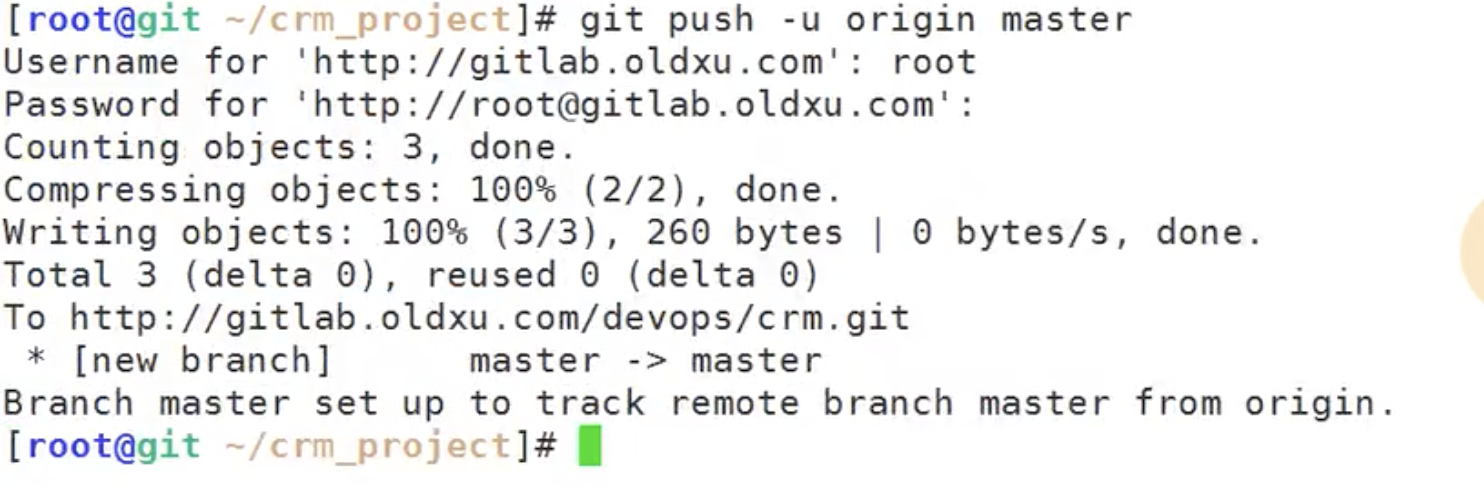 [root@git ~/crm_project]# git push -u origin master
Username for 'http://gitlab.oldxu.com': root
Password for 'http://root@gitlab.oldxu.com':
Counting objects: 3, done.
Compressing objects: 100% (2/2), done.
Writing objects: 100% (3/3), 260 bytes | 0 bytes/s, done.
Total 3 (delta 0), reused 0 (delta 0)
To http://gitlab.oldxu.com/devops/crm.git
 * [new branch]      master -> master
Branch master set up to track remote branch master from origin.
[root@git ~/crm_project]#